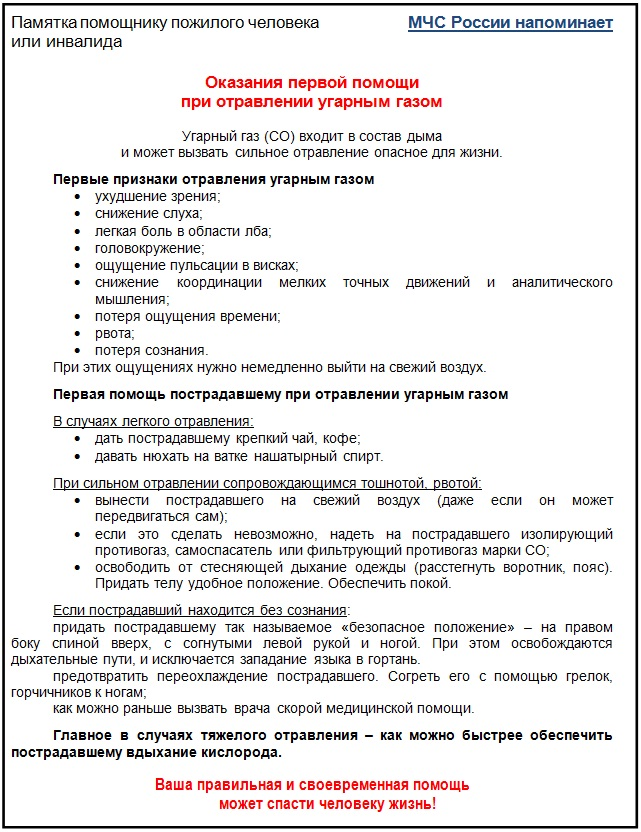 Памятка помощнику пожилого человека МЧС России напоминает
или инвалида
Оказания первой помощи
при отравлении угарным газом
Угарный газ (СО) входит в состав дыма
и может вызвать сильное отравление опасное для жизни.
Первые признаки отравления угарным газом
• ухудшение зрения;
• снижение слуха;
• легкая боль в области лба;
• головокружение;
• ощущение пульсации в висках;
• снижение координации мелких точных движений и аналитического
мышления;
• потеря ощущения времени;
• рвота;
• потеря сознания.
При этих ощущениях нужно немедленно выйти на свежий воздух.
Первая помощь пострадавшему при отравлении угарным газом
В случаях легкого отравления:
• дать пострадавшему крепкий чай, кофе;
• давать нюхать на ватке нашатырный спирт.
При сильном отравлении сопровождающимся тошнотой, рвотой:
• вынести пострадавшего на свежий воздух (даже если он может
передвигаться сам);
• если это сделать невозможно, надеть на пострадавшего изолирующий
противогаз, самоспасатель или фильтрующий противогаз марки СО;
• освободить от стесняющей дыхание одежды (расстегнуть воротник, пояс).
Придать телу удобное положение. Обеспечить покой.
Если пострадавший находится без сознания:
придать пострадавшему так называемое «безопасное положение» – на правом
боку спиной вверх, с согнутыми левой рукой и ногой. При этом освобождаются
дыхательные пути, и исключается западание языка в гортань.
предотвратить переохлаждение пострадавшего. Согреть его с помощью грелок,
горчичников к ногам;
как можно раньше вызвать врача скорой медицинской помощи.
Главное в случаях тяжелого отравления – как можно быстрее обеспечить
пострадавшему вдыхание кислорода.
Ваша правильная и своевременная помощь
может спасти человеку жизнь!